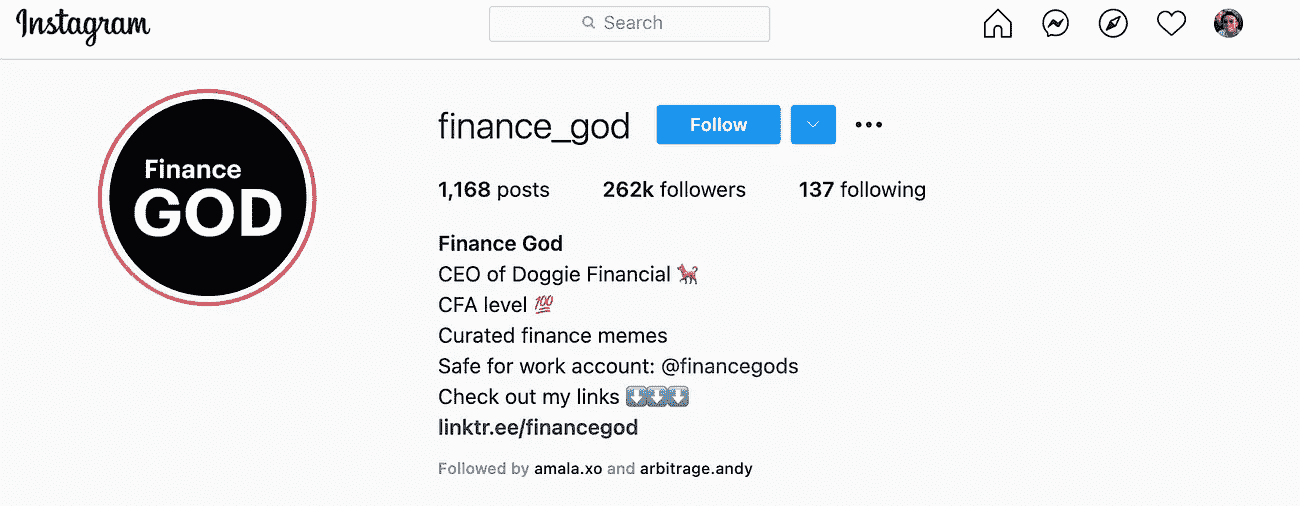 Instagram
Search
Finance
GOD
finance_god
Follow
1,168 posts 262k followers 137 following
Finance God
CEO of Doggie Financial 🐕
CFA level 💯
Curated finance memes
Safe for work account: @financegods
Check out my links ⬇️⬇️⬇️
linktr.ee/financegod
Followed by amala.xo and arbitrage.andy